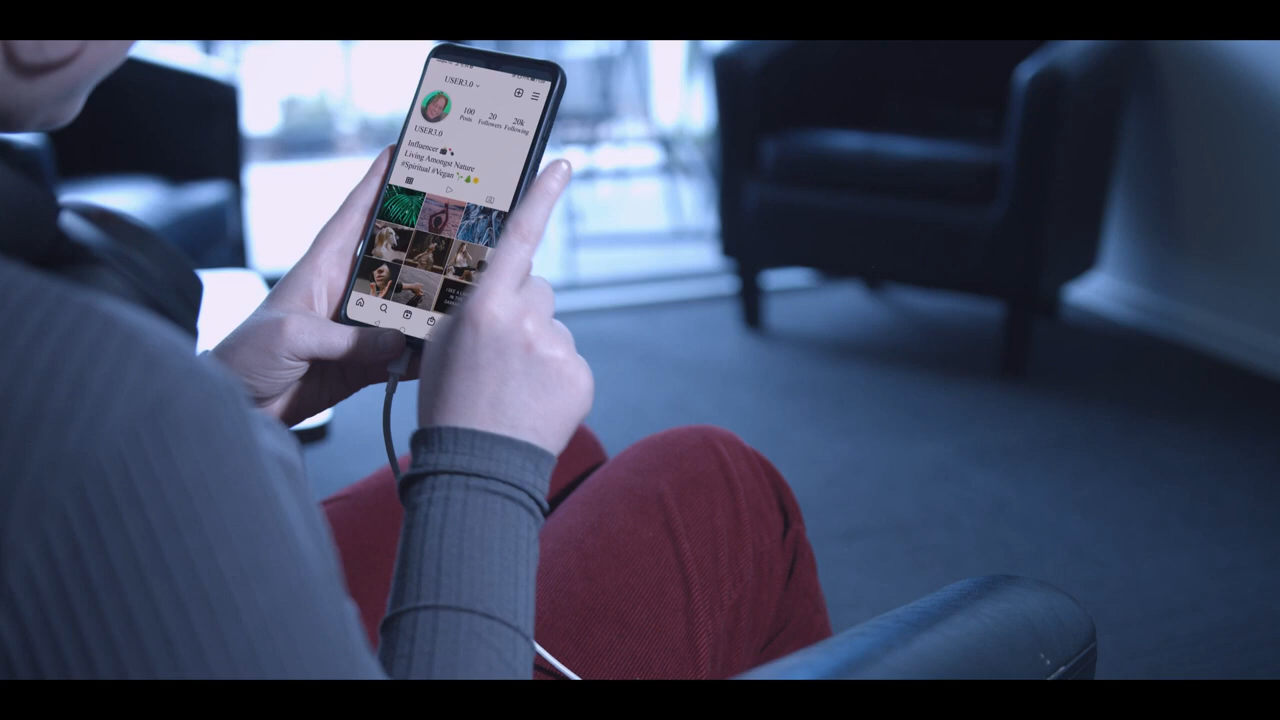 USER3.0
100 20 20k
Posts Followers Following
USER3.0
Influencer
Living Amongst Nature
#Spiritual #Vegan